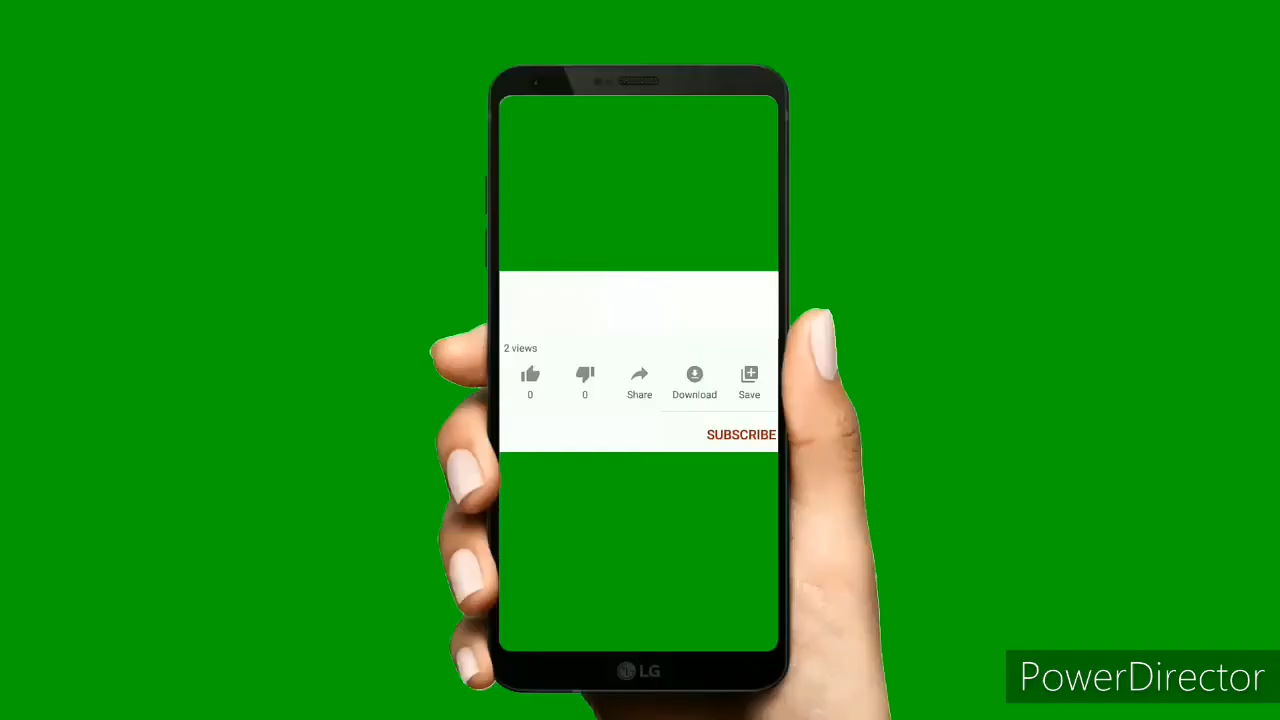 2 views
0 0 Share Download Save
SUBSCRIBE
LG
PowerDirector